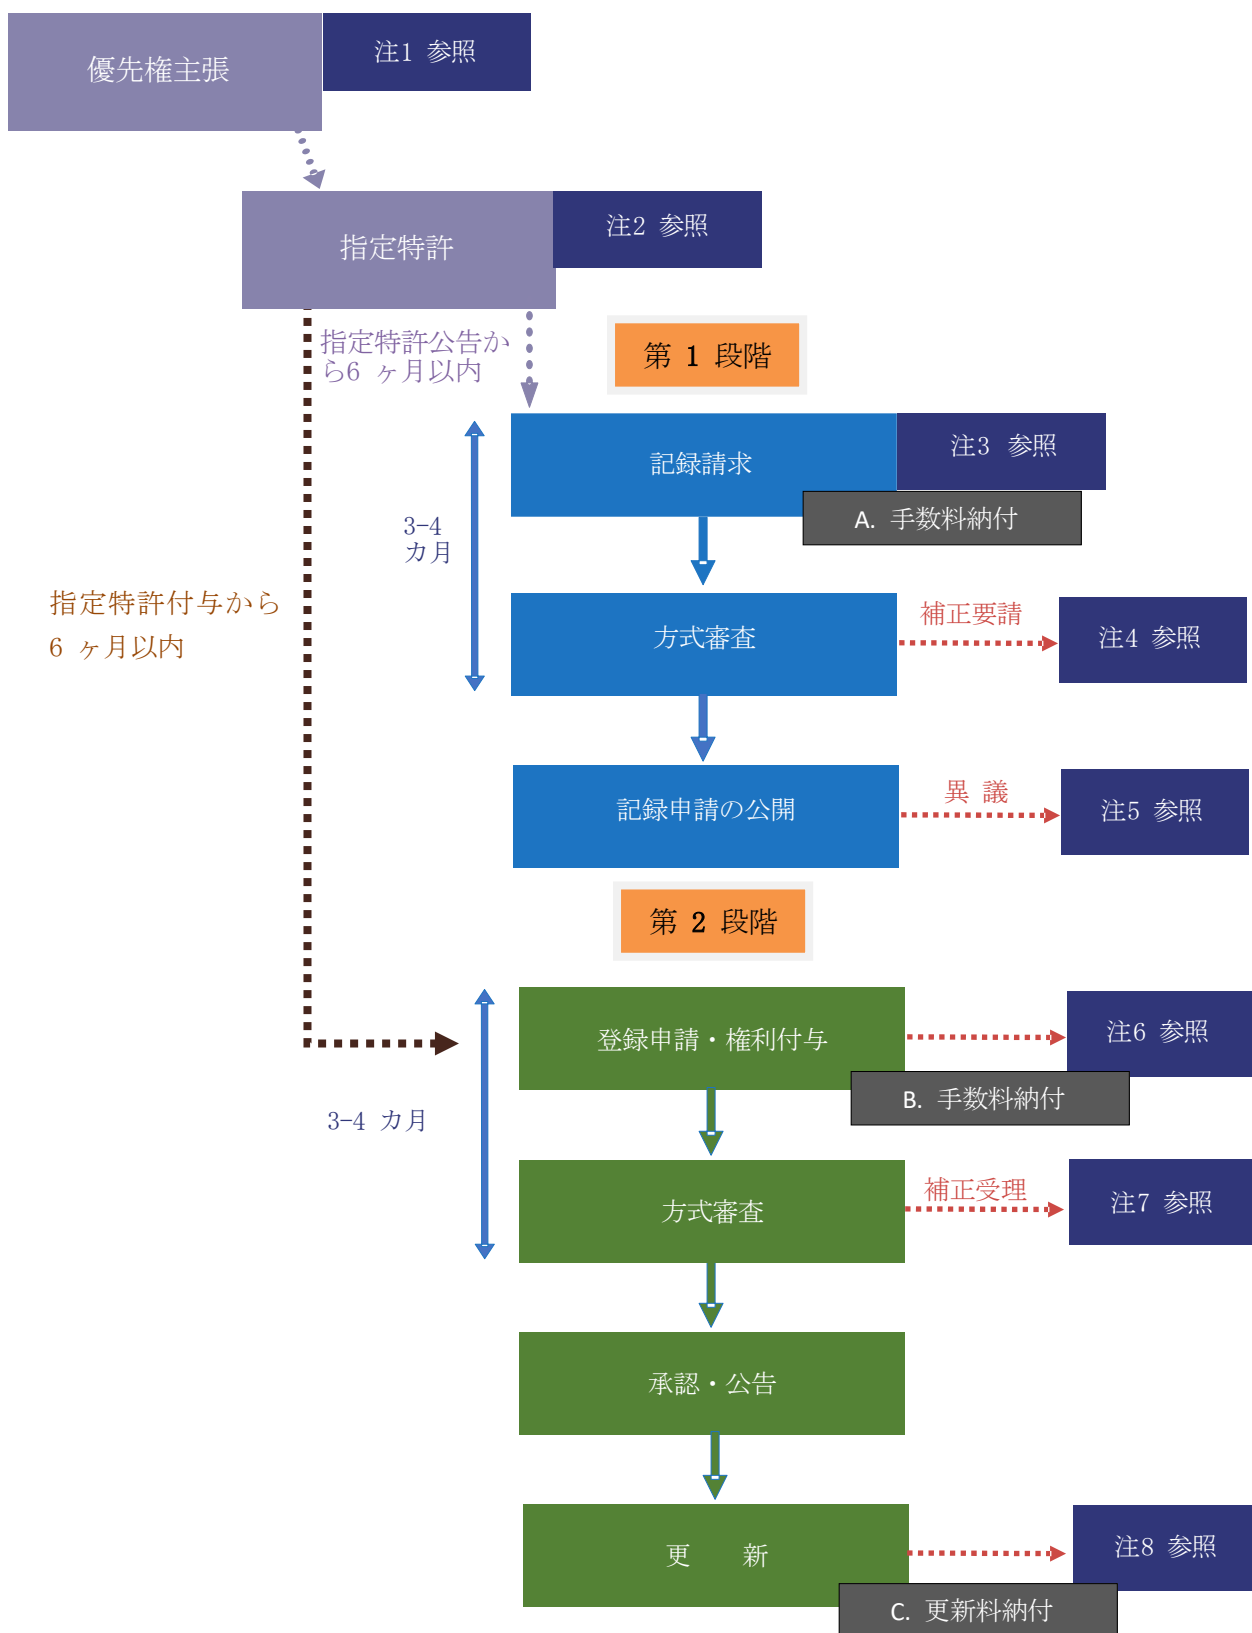 優先権主張
注1 参照
指定特許
注2 参照
指定特許公告か
ら6 ヶ月以内
第 1 段階
記録請求
注3 参照
A. 手数料納付
3-4
カ月
指定特許付与から
6 ヶ月以内
方式審査
補正要請
注4 参照
記録申請の公開
異 議
注5 参照
第 2 段階
登録申請・権利付与
注6 参照
B. 手数料納付
3-4 カ月
方式審査
補正受理
注7 参照
承認・公告
更 新
注8 参照
C. 更新料納付